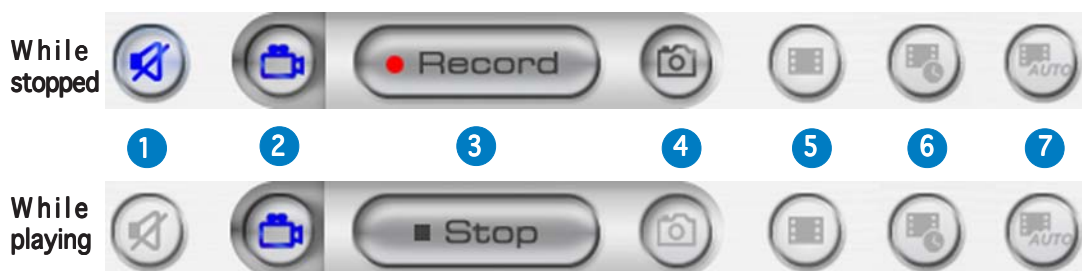 While
stopped
Record
AUTO
1 2 3 4 5 6 7
While
playing
Stop
AUTO